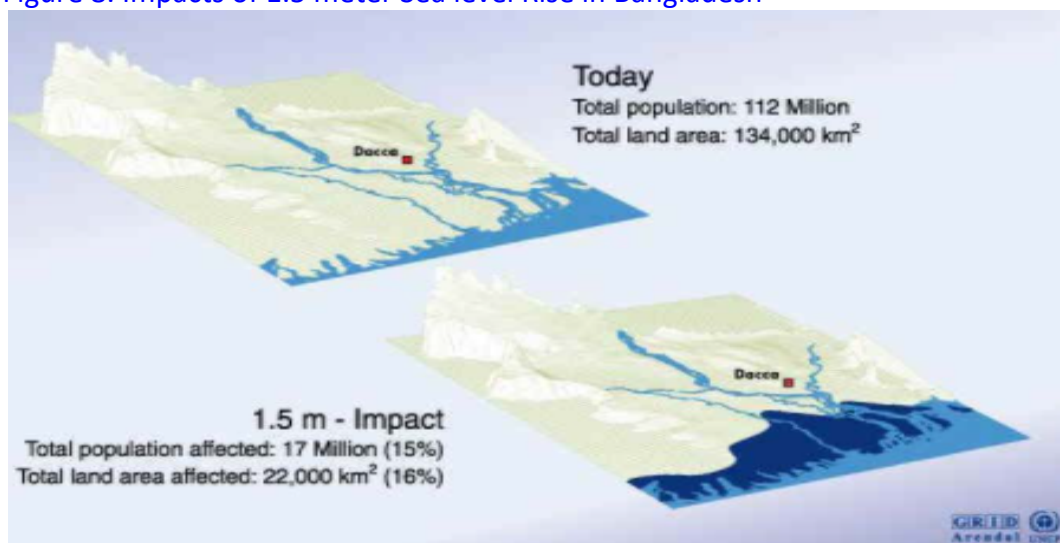 Today
Total population: 112 Million
Total land area: 134,000 km²
Dacca
Dacca
1.5 m - Impact
Total population affected: 17 Million (15%)
Total land area affected: 22,000 km² (16%)
GRID
Arendal UNEP